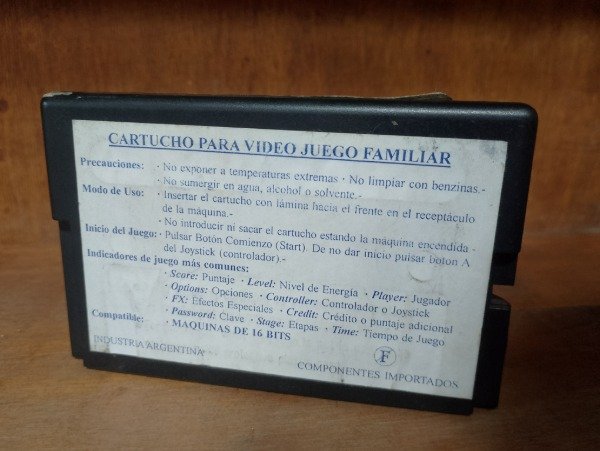 CARTUCHO PARA VIDEO JUEGO FAMILIAR
Precauciones: · No exponer a temperaturas extremas · No limpiar con benzinas.-
· No sumergir en agua, alcohol o solvente.-
Modo de Uso: · Insertar el cartucho con lámina hacia el frente en el receptáculo
de la máquina.-
· No introducir ni sacar el cartucho estando la máquina encendida -
Inicio del Juego: · Pulsar Botón Comienzo (Start). De no dar inicio pulsar botón A
del Joystick (controlador).-
Indicadores de juego más comunes:
· Score: Puntaje · Level: Nivel de Energía · Player: Jugador
· Options: Opciones · Controller: Controlador o Joystick
· FX: Efectos Especiales · Credit: Crédito o puntaje adicional
· Password: Clave · Stage: Etapas · Time: Tiempo de Juego
Compatible: · MAQUINAS DE 16 BITS
INDUSTRIA ARGENTINA
F
COMPONENTES IMPORTADOS